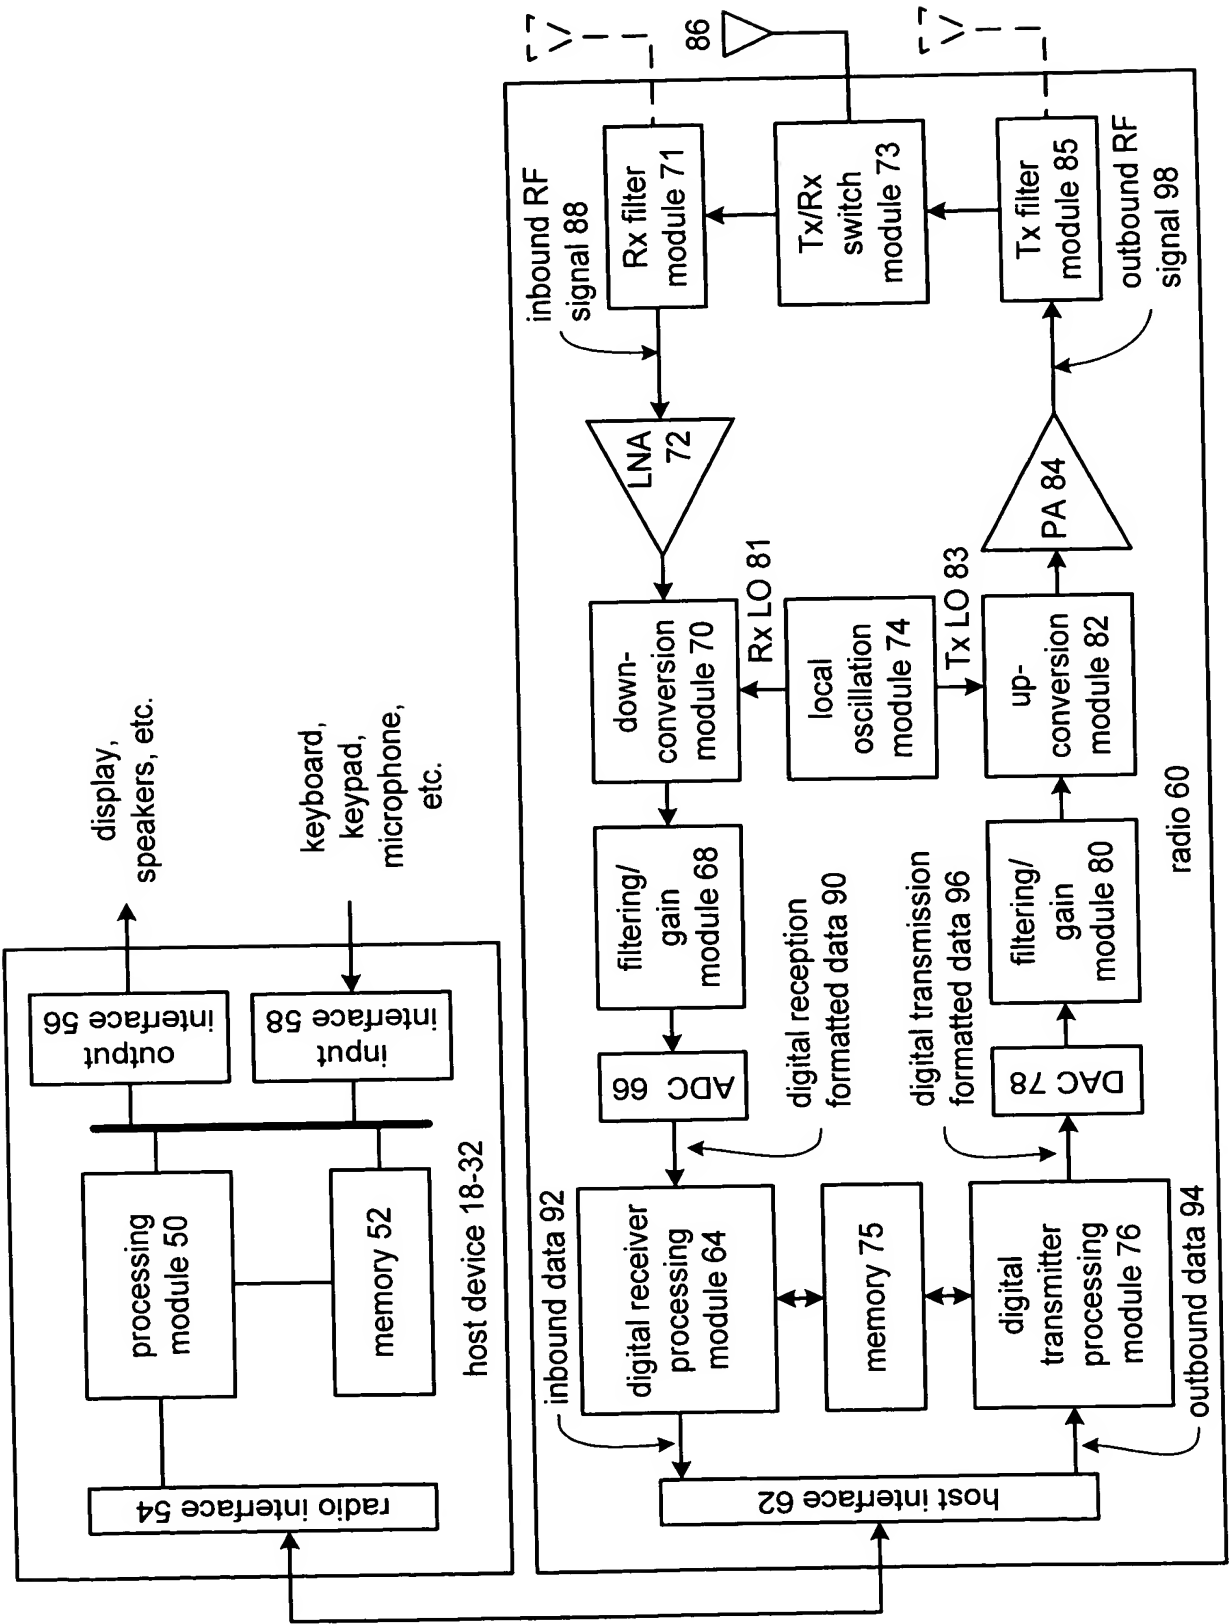 radio interface 54
processing
module 50
memory 52
output
interface 56
input
interface 58
display,
speakers, etc.
keyboard,
keypad,
microphone,
etc.
host device 18-32
host interface 62
inbound data 92
digital receiver
processing
module 64
memory 75
digital
transmitter
processing
module 76
outbound data 94
ADC 66
digital reception
formatted data 90
digital transmission
formatted data 96
DAC 78
filtering/
gain
module 68
filtering/
gain
module 80
down-
conversion
module 70
Rx LO 81
local
oscillation
module 74
Tx LO 83
up-
conversion
module 82
radio 60
LNA
72
PA 84
inbound RF
signal 88
Rx filter
module 71
Tx/Rx
switch
module 73
Tx filter
module 85
outbound RF
signal 98
86